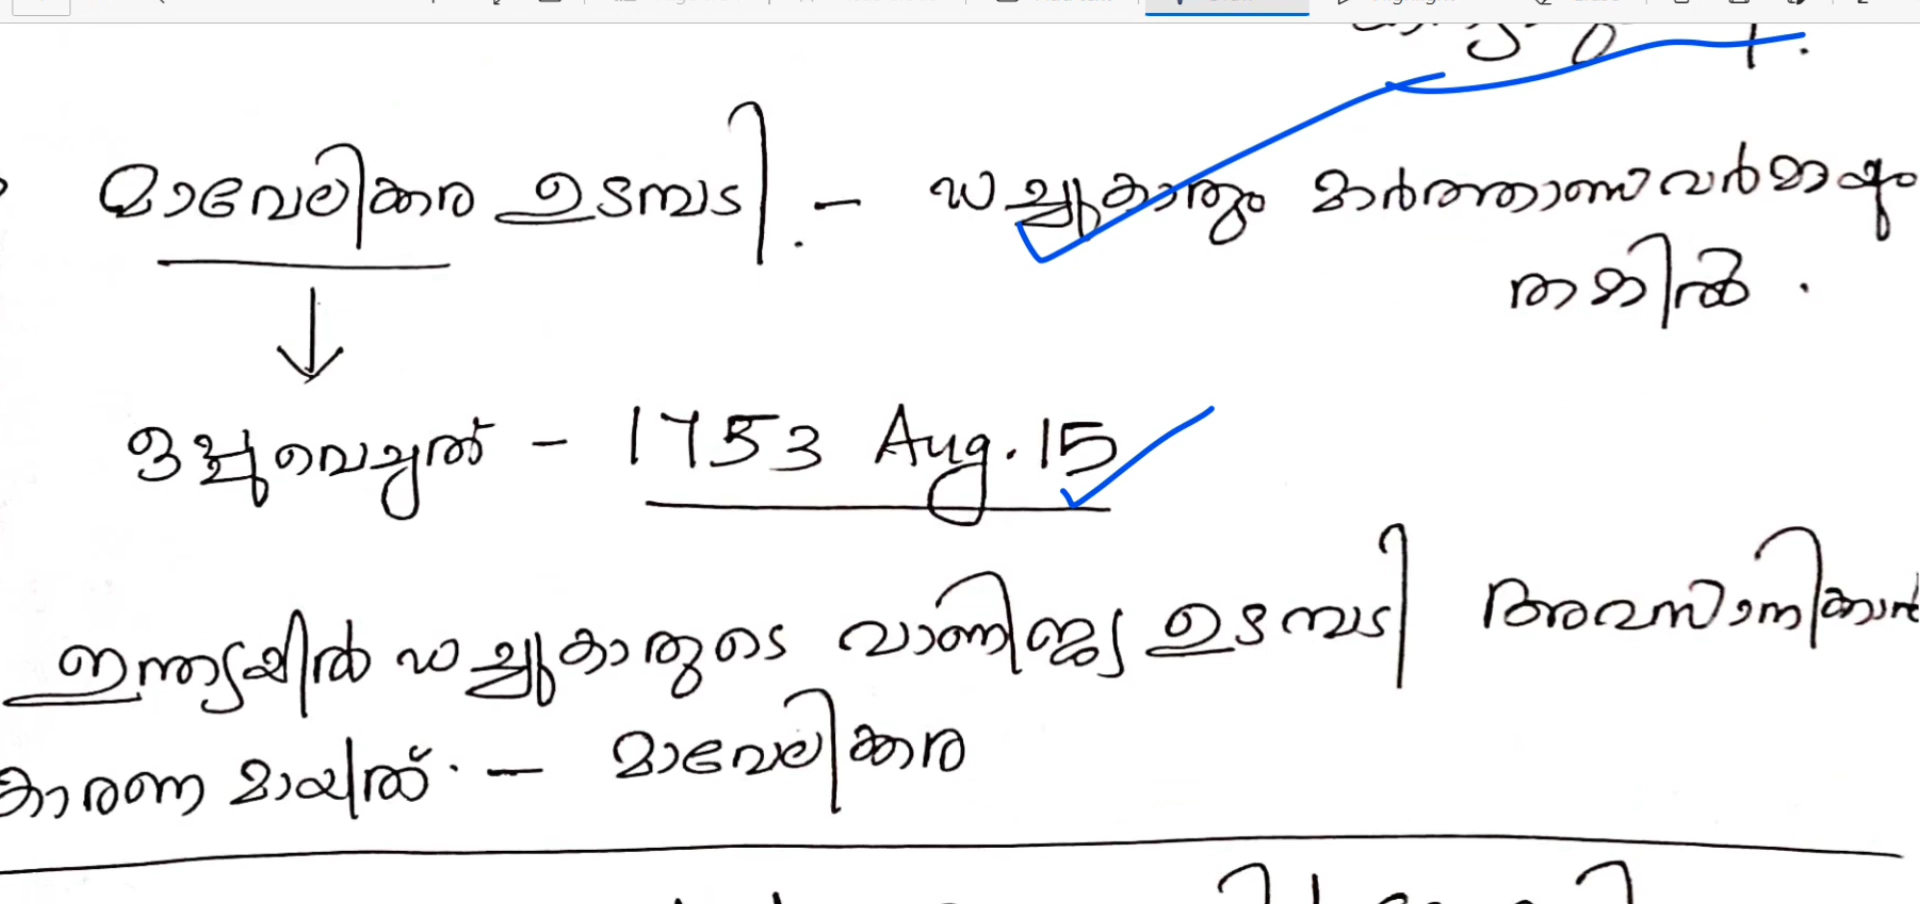 മാവേലിക്കര ഉടമ്പടി. - ഡച്ചുകാരും മാർത്താണ്ഡവർമ്മായും
തമ്മിൽ.
ഒപ്പുവെച്ചത് - 1753 Aug. 15
ഇന്ത്യയിൽ ഡച്ചുകാരുടെ വാണിജ്യ ഉടമ്പടി അവസാനിക്കാൻ
കാരണമായത്. - മാവേലിക്കര